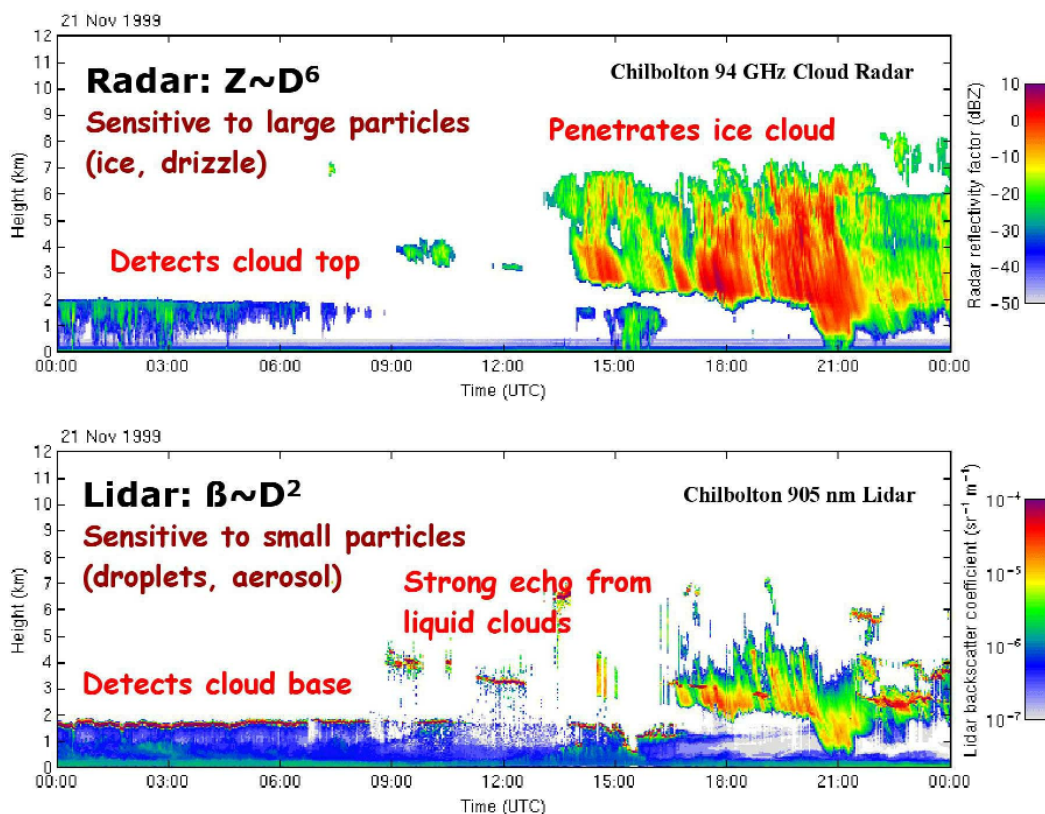 21 Nov 1999
12
11
10
9
8
7
6
5
4
3
2
1
0
Height (km)
Radar: Z~D⁶
Sensitive to large particles
(ice, drizzle)
Chilbolton 94 GHz Cloud Radar
Penetrates ice cloud
Detects cloud top
00:00 03:00 06:00 09:00 12:00 15:00 18:00 21:00 00:00
Time (UTC)
10
0
−10
−20
−30
−40
−50
Radar reflectivity factor (dBZ)
21 Nov 1999
12
11
10
9
8
7
6
5
4
3
2
1
0
Height (km)
Lidar: ß~D²
Sensitive to small particles
(droplets, aerosol)
Chilbolton 905 nm Lidar
Strong echo from
liquid clouds
Detects cloud base
00:00 03:00 06:00 09:00 12:00 15:00 18:00 21:00 00:00
Time (UTC)
10⁻⁴
10⁻⁵
10⁻⁶
10⁻⁷
Lidar backscatter coefficient (sr⁻¹ m⁻¹)